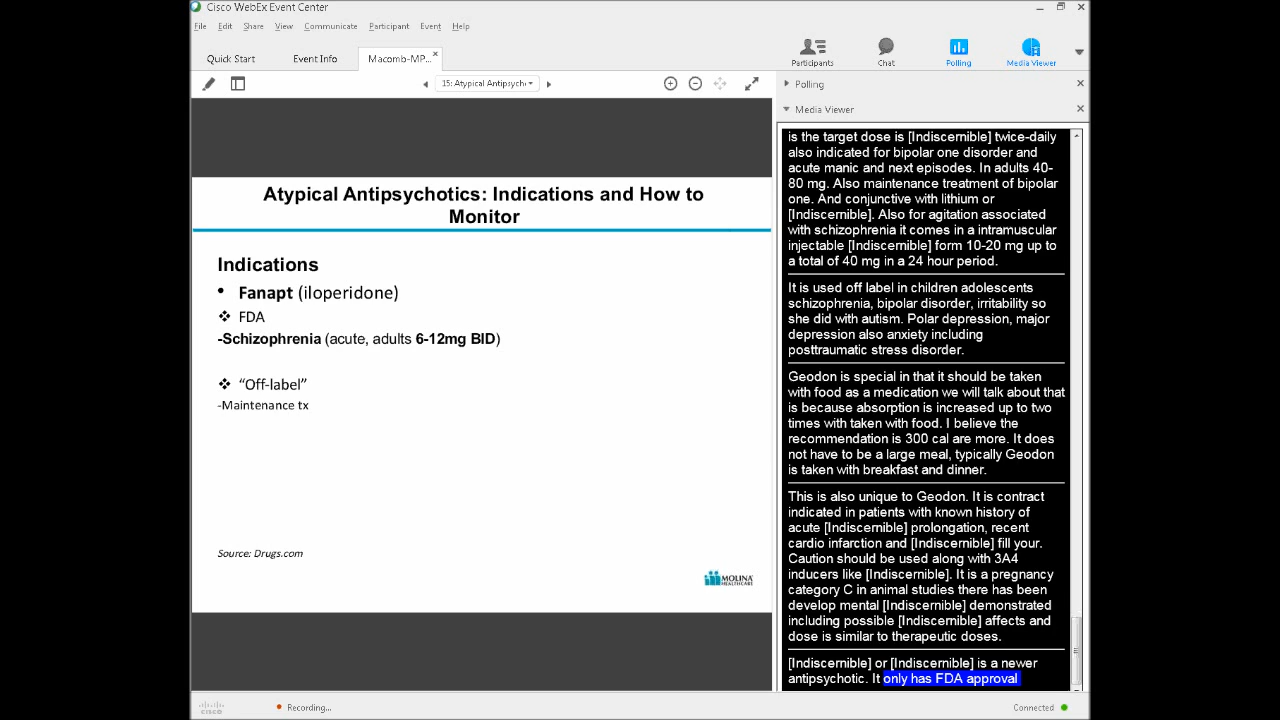 Cisco WebEx Event Center
File Edit Share View Communicate Participant Event Help
Quick Start Event Info Macomb-MP...
Participants Chat Polling Media Viewer
15: Atypical Antipsych
Polling
Media Viewer
Atypical Antipsychotics: Indications and How to
Monitor
Indications
• Fanapt (iloperidone)
❖ FDA
-Schizophrenia (acute, adults 6-12mg BID)
❖ “Off-label”
-Maintenance tx
Source: Drugs.com
MOLINA
HEALTHCARE
is the target dose is [Indiscernible] twice-daily
also indicated for bipolar one disorder and
acute manic and next episodes. In adults 40-
80 mg. Also maintenance treatment of bipolar
one. And conjunctive with lithium or
[Indiscernible]. Also for agitation associated
with schizophrenia it comes in a intramuscular
injectable [Indiscernible] form 10-20 mg up to
a total of 40 mg in a 24 hour period.
It is used off label in children adolescents
schizophrenia, bipolar disorder, irritability so
she did with autism. Polar depression, major
depression also anxiety including
posttraumatic stress disorder.
Geodon is special in that it should be taken
with food as a medication we will talk about that
is because absorption is increased up to two
times with taken with food. I believe the
recommendation is 300 cal are more. It does
not have to be a large meal, typically Geodon
is taken with breakfast and dinner.
This is also unique to Geodon. It is contract
indicated in patients with known history of
acute [Indiscernible] prolongation, recent
cardio infarction and [Indiscernible] fill your.
Caution should be used along with 3A4
inducers like [Indiscernible]. It is a pregnancy
category C in animal studies there has been
develop mental [Indiscernible] demonstrated
including possible [Indiscernible] affects and
dose is similar to therapeutic doses.
[Indiscernible] or [Indiscernible] is a newer
antipsychotic. It only has FDA approval
cisco
Recording...
Connected